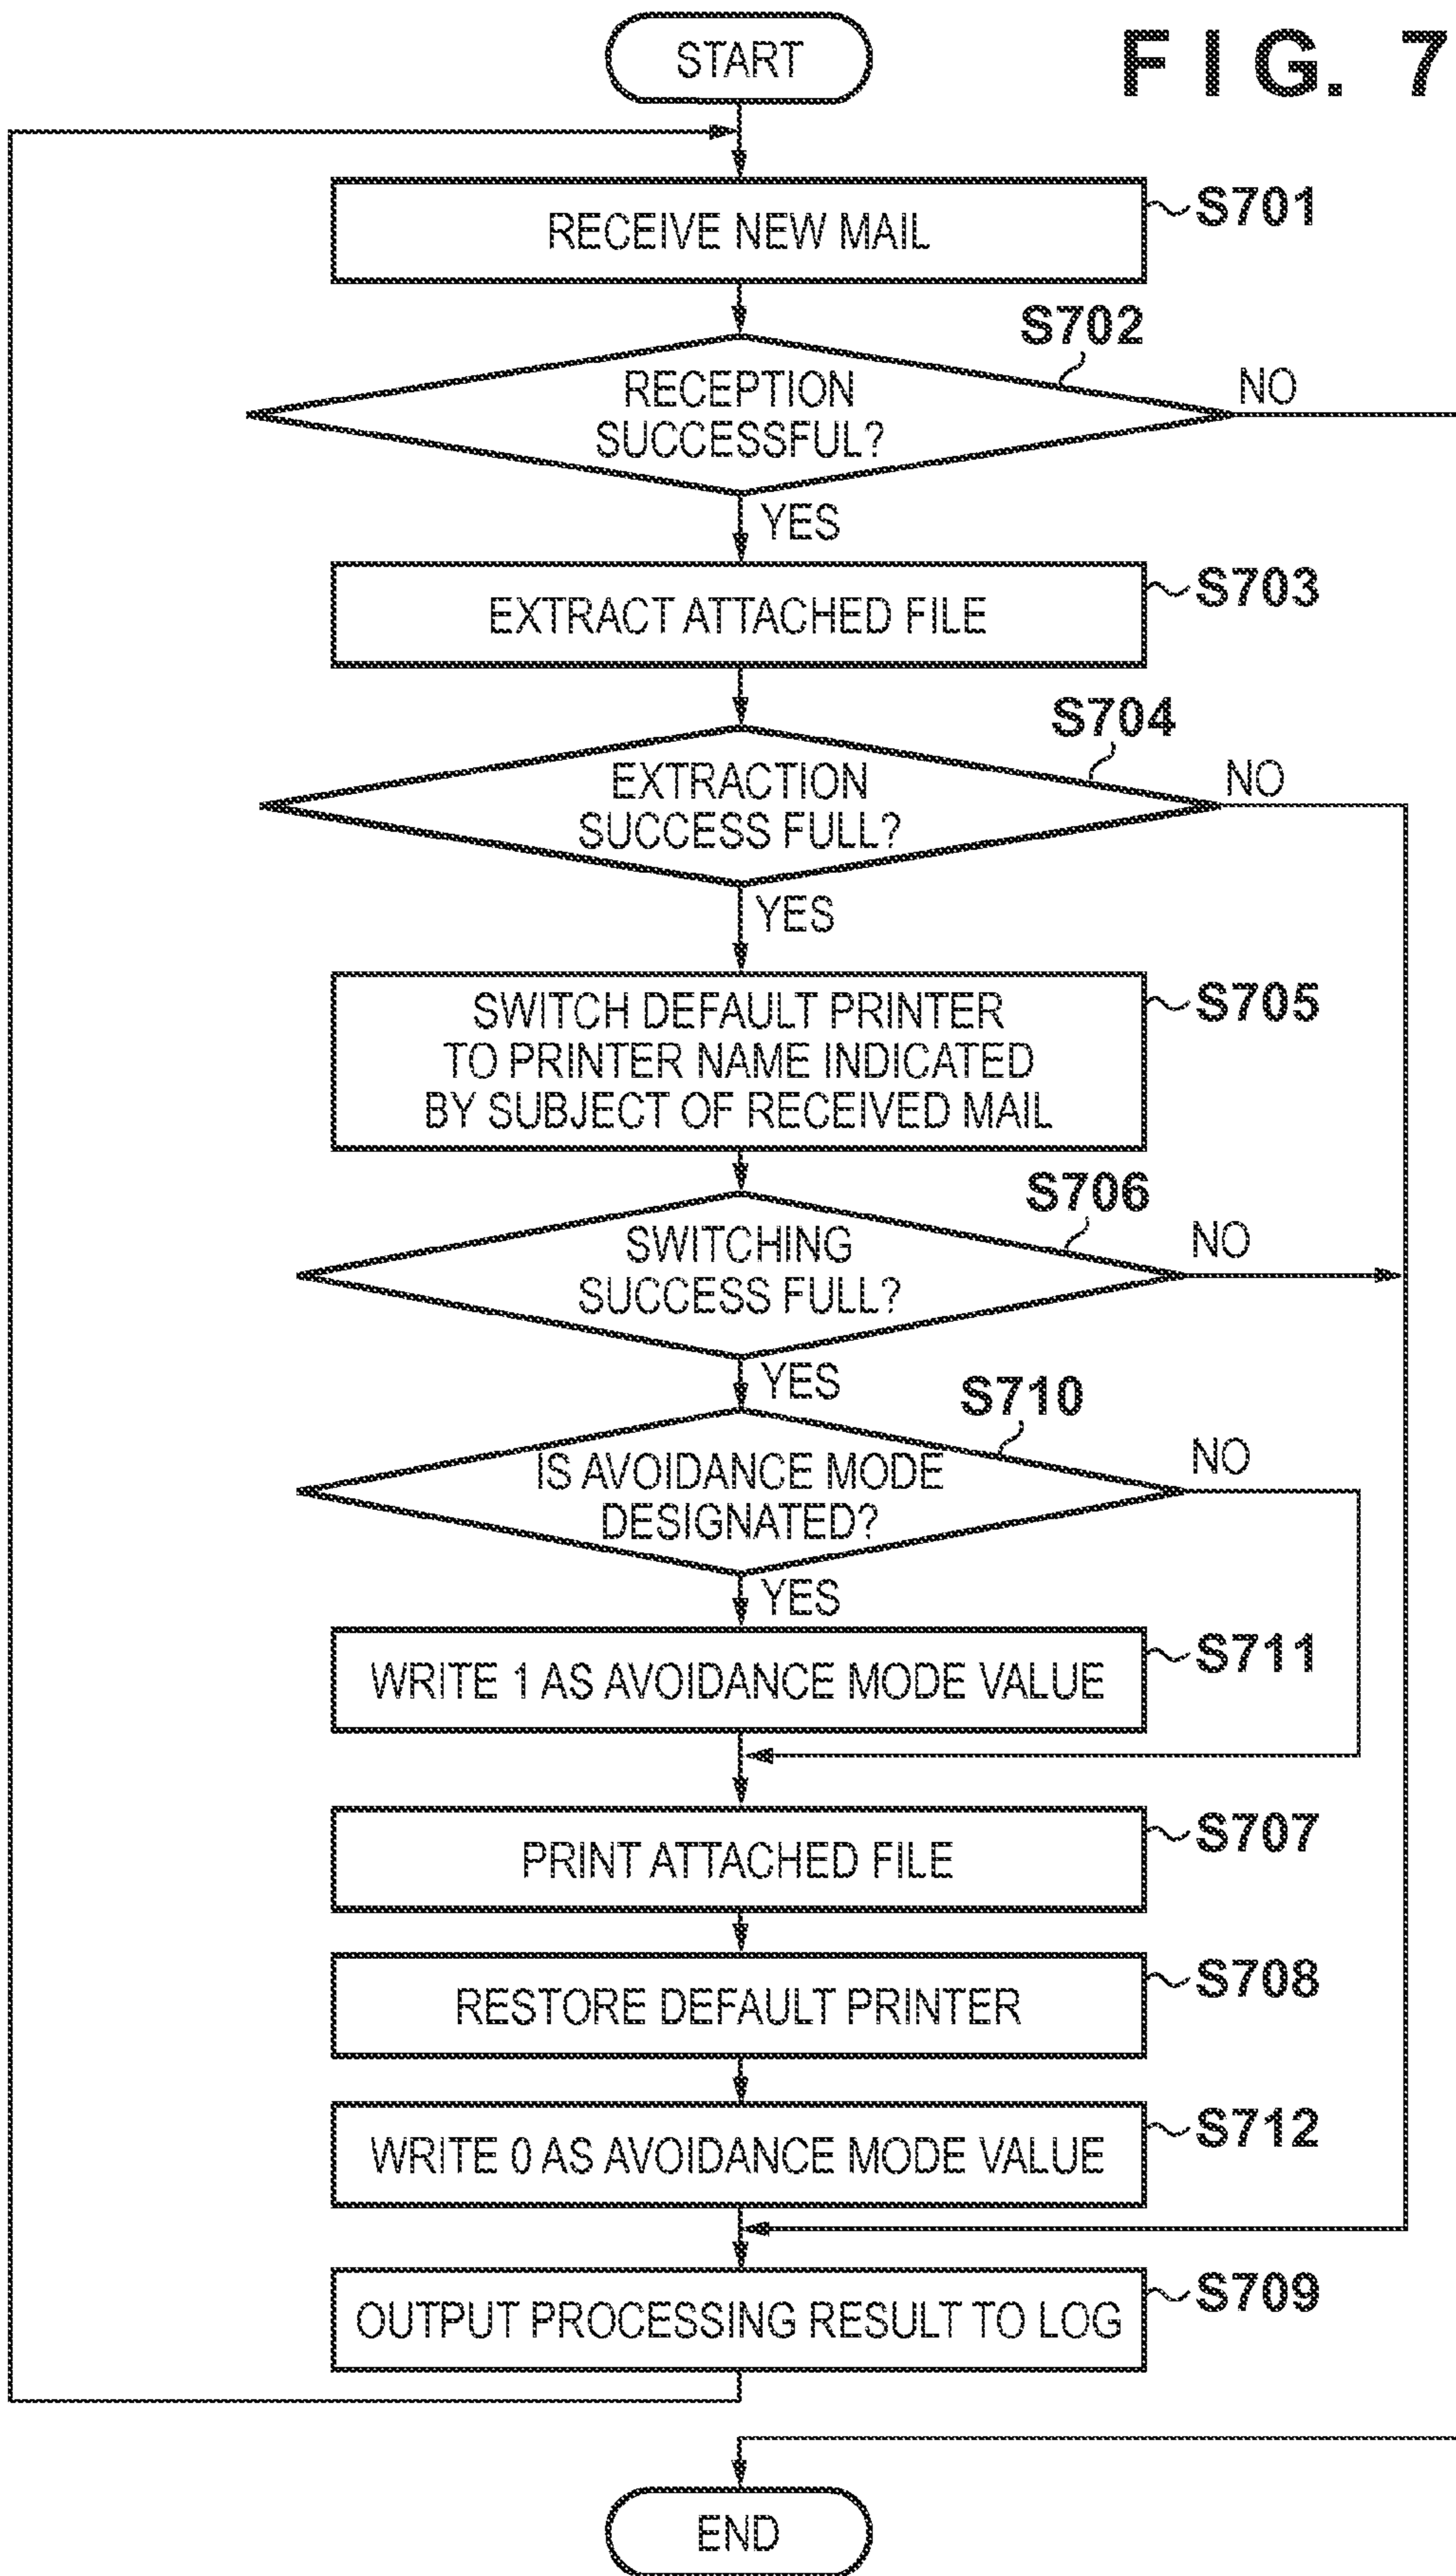 START
FIG. 7
RECEIVE NEW MAIL
S701
S702
RECEPTION
SUCCESSFUL?
NO
YES
EXTRACT ATTACHED FILE
S703
S704
EXTRACTION
SUCCESS FULL?
NO
YES
SWITCH DEFAULT PRINTER
TO PRINTER NAME INDICATED
BY SUBJECT OF RECEIVED MAIL
S705
S706
SWITCHING
SUCCESS FULL?
NO
YES
S710
IS AVOIDANCE MODE
DESIGNATED?
NO
YES
WRITE 1 AS AVOIDANCE MODE VALUE
S711
PRINT ATTACHED FILE
S707
RESTORE DEFAULT PRINTER
S708
WRITE 0 AS AVOIDANCE MODE VALUE
S712
OUTPUT PROCESSING RESULT TO LOG
S709
END